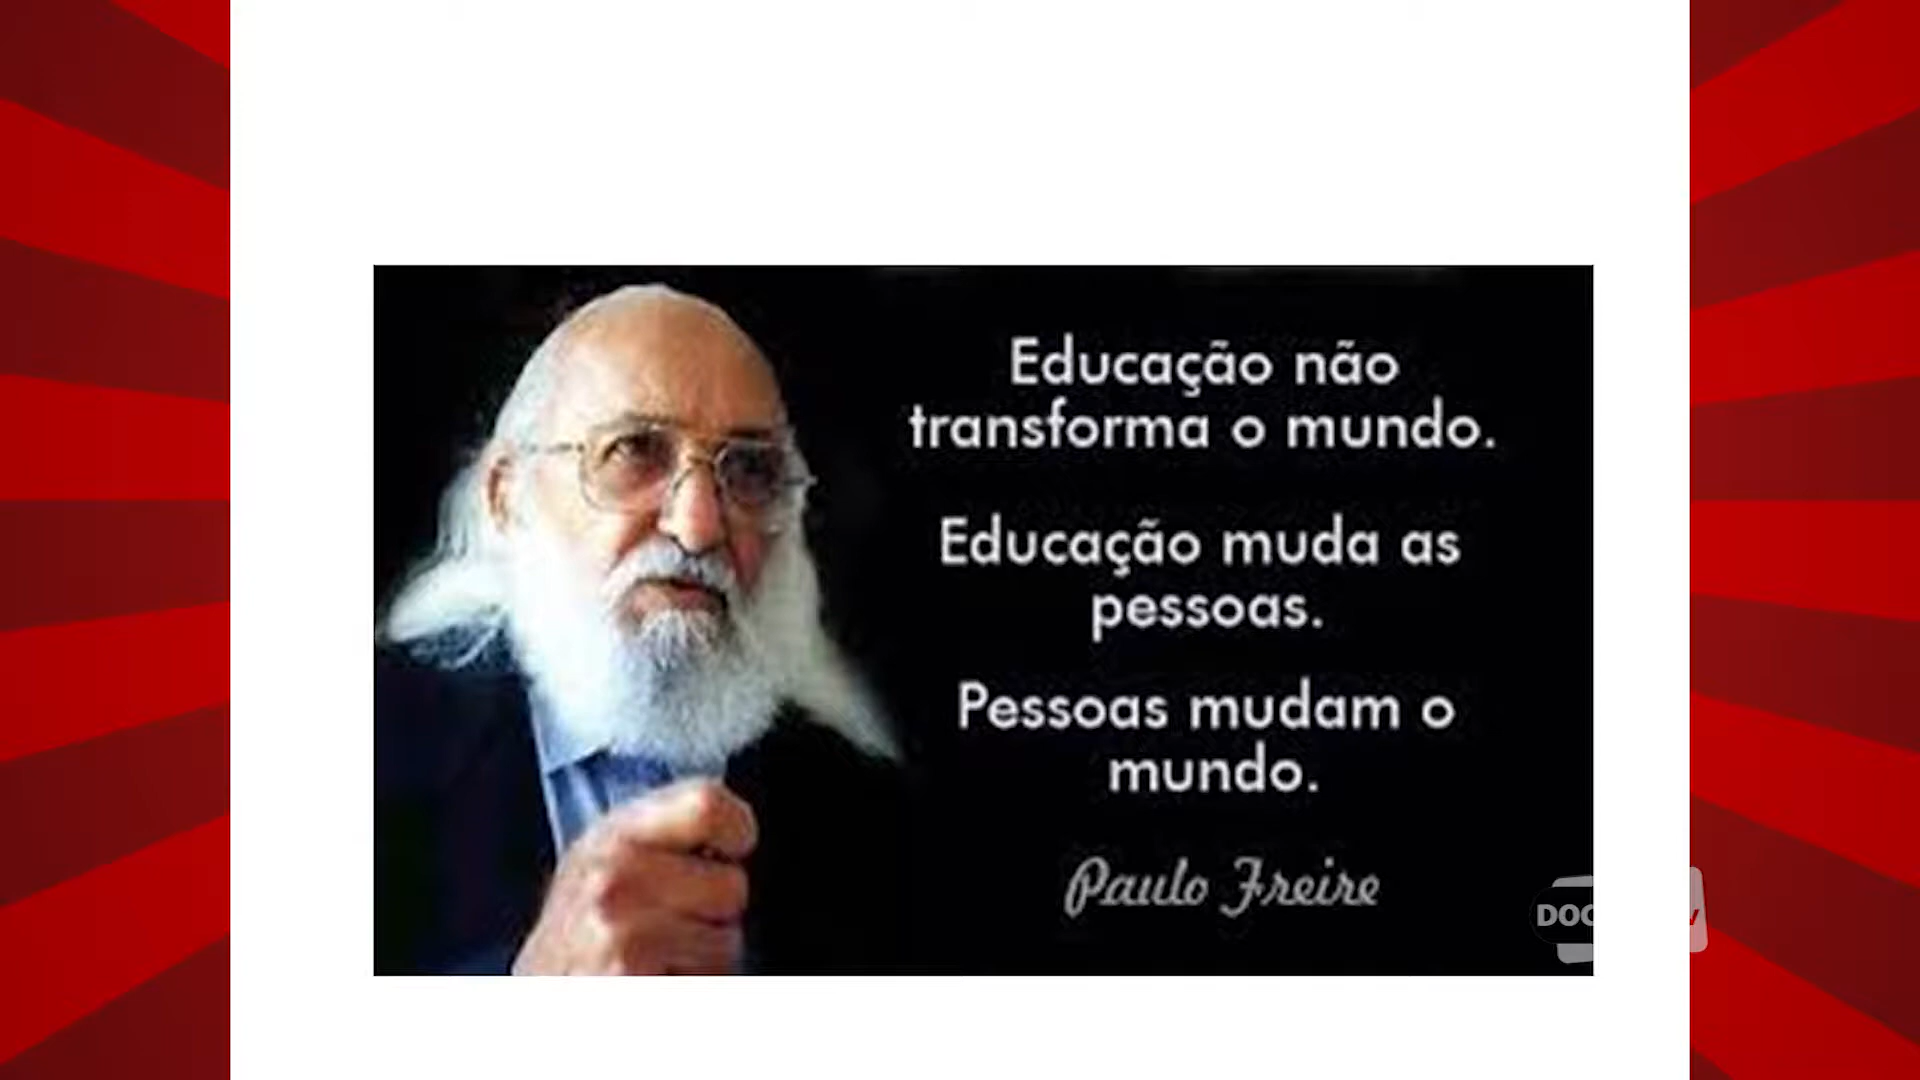 Educação não
transforma o mundo.
Educação muda as
pessoas.
Pessoas mudam o
mundo.
Paulo Freire